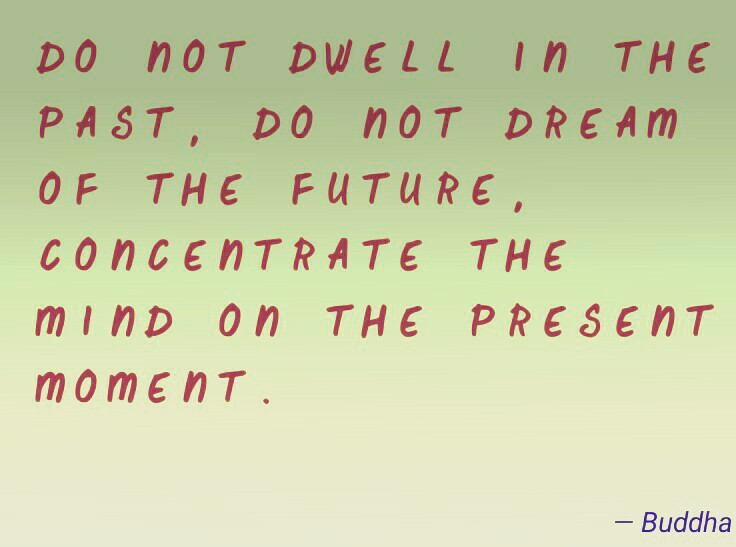 DO NOT DWELL IN THE
PAST, DO NOT DREAM
OF THE FUTURE,
CONCENTRATE THE
MIND ON THE PRESENT
MOMENT.
— Buddha